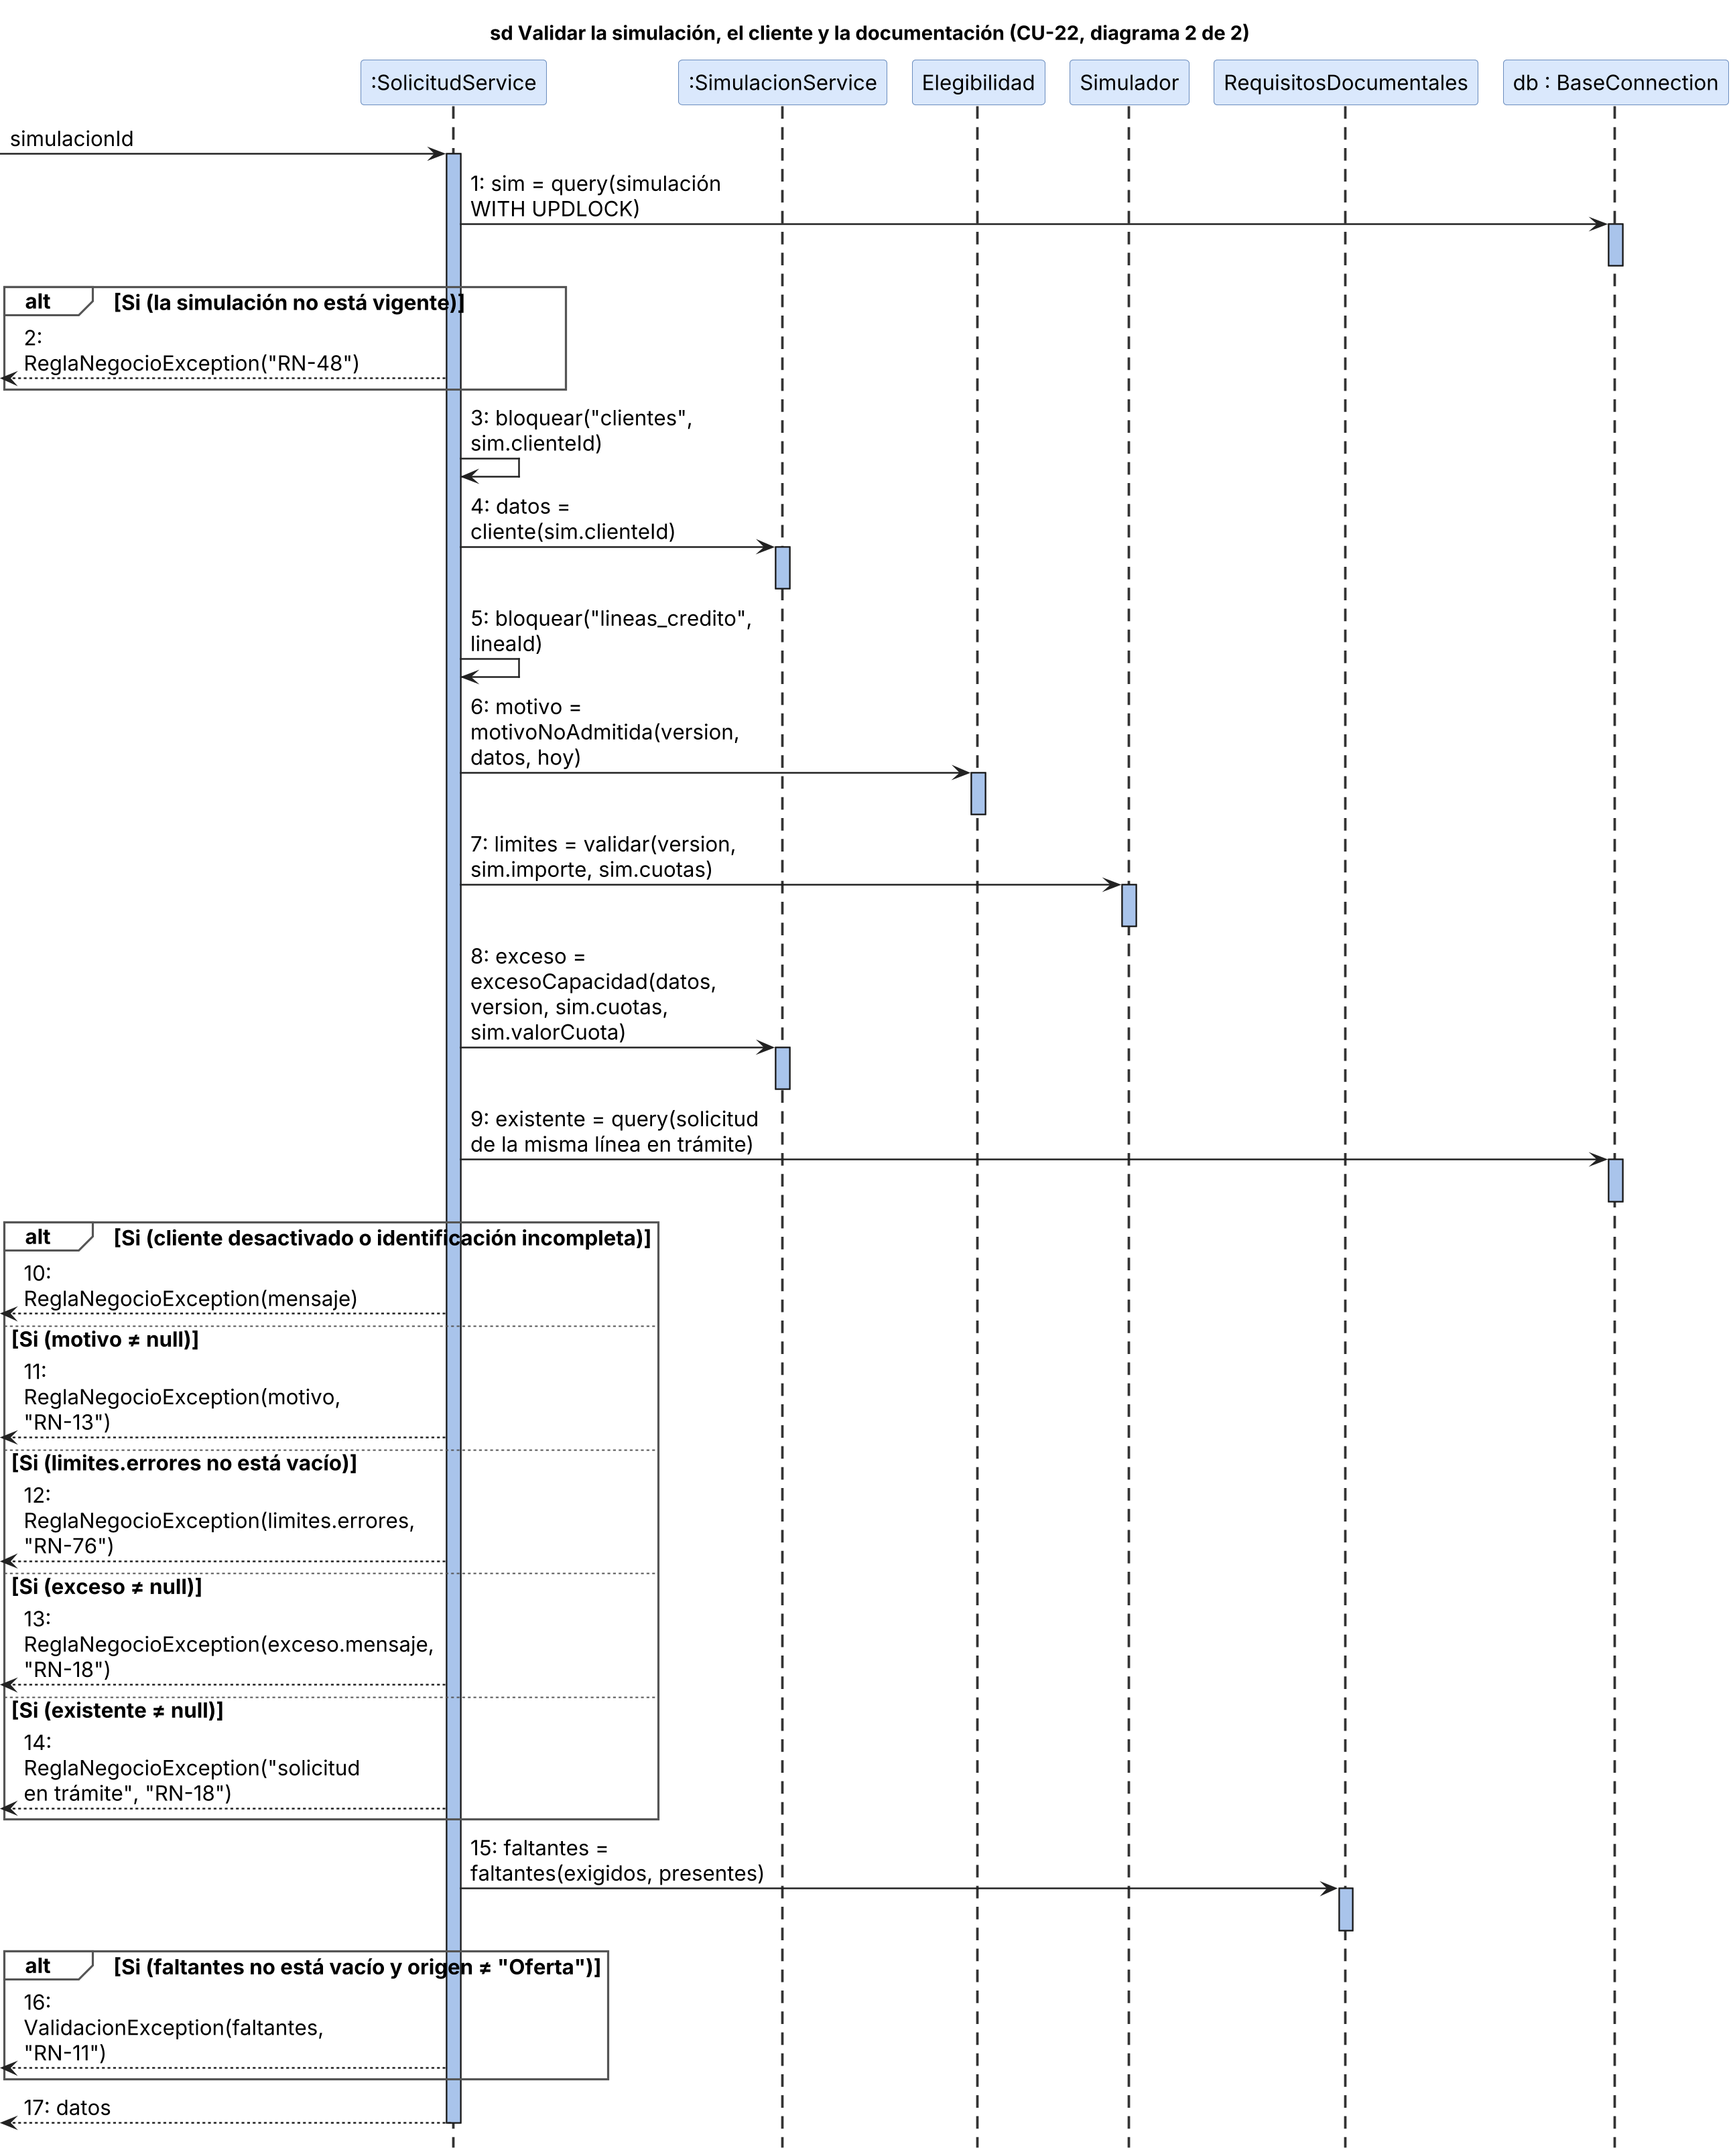 sd Validar la simulación, el cliente y la documentación (CU-22, diagrama 2 de 2)
:SolicitudService
:SimulacionService
Elegibilidad
Simulador
RequisitosDocumentales
db : BaseConnection
simulacionId
1: sim = query(simulación
WITH UPDLOCK)
alt
[Si (la simulación no está vigente)]
2:
ReglaNegocioException("RN-48")
3: bloquear("clientes",
sim.clienteId)
4: datos =
cliente(sim.clienteId)
5: bloquear("lineas_credito",
lineaId)
6: motivo =
motivoNoAdmitida(version,
datos, hoy)
7: limites = validar(version,
sim.importe, sim.cuotas)
8: exceso =
excesoCapacidad(datos,
version, sim.cuotas,
sim.valorCuota)
9: existente = query(solicitud
de la misma línea en trámite)
alt
[Si (cliente desactivado o identificación incompleta)]
10:
ReglaNegocioException(mensaje)
[Si (motivo ≠ null)]
11:
ReglaNegocioException(motivo,
"RN-13")
[Si (limites.errores no está vacío)]
12:
ReglaNegocioException(limites.errores,
"RN-76")
[Si (exceso ≠ null)]
13:
ReglaNegocioException(exceso.mensaje,
"RN-18")
[Si (existente ≠ null)]
14:
ReglaNegocioException("solicitud
en trámite", "RN-18")
15: faltantes =
faltantes(exigidos, presentes)
alt
[Si (faltantes no está vacío y origen ≠ "Oferta")]
16:
ValidacionException(faltantes,
"RN-11")
17: datos